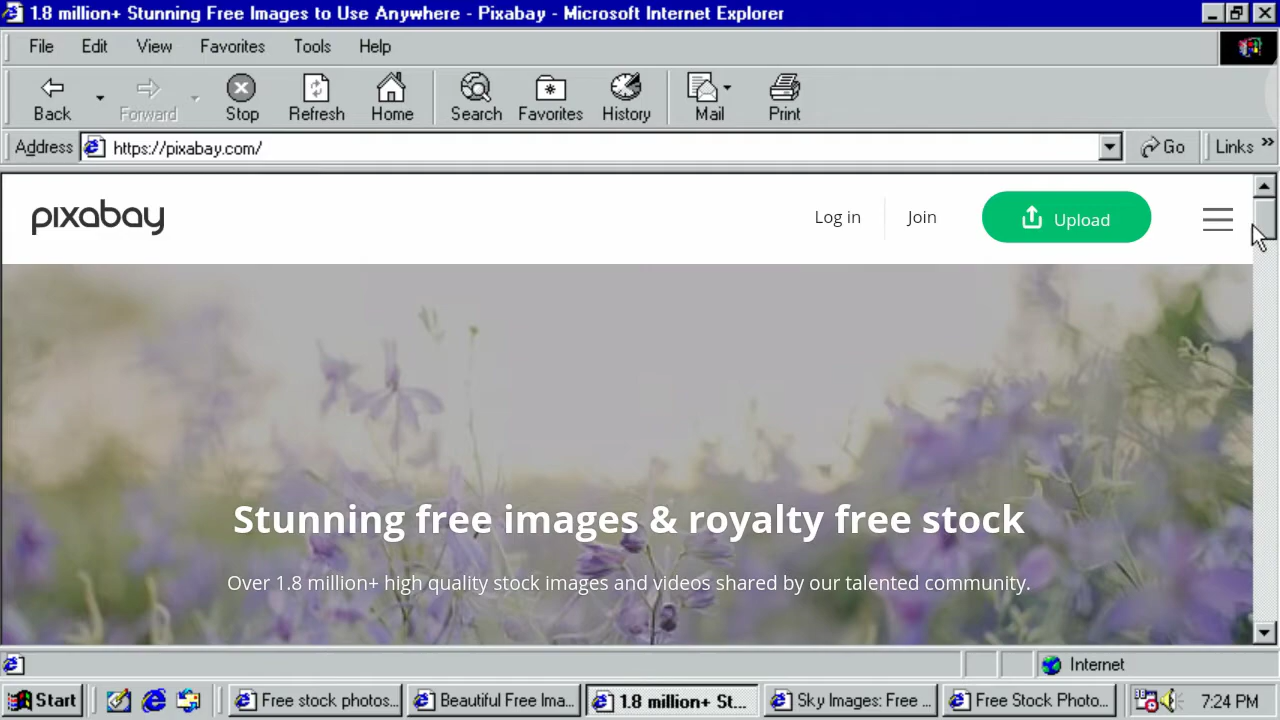 1.8 million+ Stunning Free Images to Use Anywhere - Pixabay - Microsoft Internet Explorer
File Edit View Favorites Tools Help
Back Forward Stop Refresh Home Search Favorites History Mail Print
Address https://pixabay.com/ Go Links »
pixabay Log in Join Upload
Stunning free images & royalty free stock
Over 1.8 million+ high quality stock images and videos shared by our talented community.
Internet
Start Free stock photos... Beautiful Free Ima... 1.8 million+ St... Sky Images: Free ... Free Stock Photo... 7:24 PM